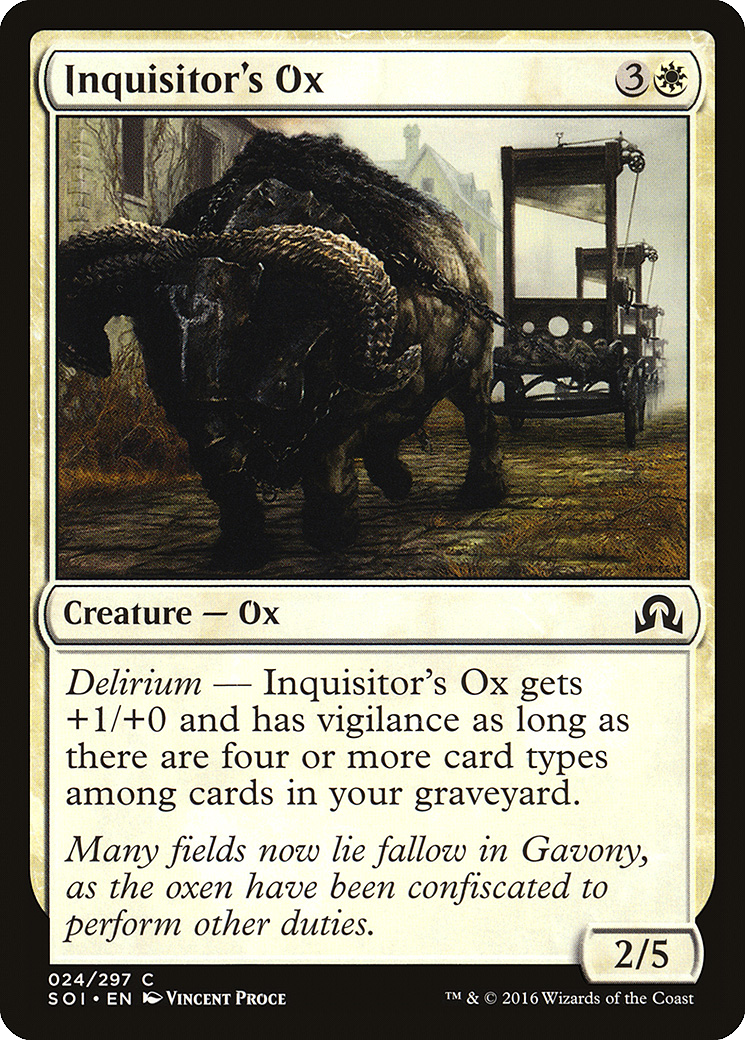 Inquisitor's Ox 3
Creature — Ox
Delirium — Inquisitor's Ox gets
+1/+0 and has vigilance as long as
there are four or more card types
among cards in your graveyard.
Many fields now lie fallow in Gavony,
as the oxen have been confiscated to
perform other duties.
2/5
024/297 C
SOI • EN Vincent Proce
™ & © 2016 Wizards of the Coast